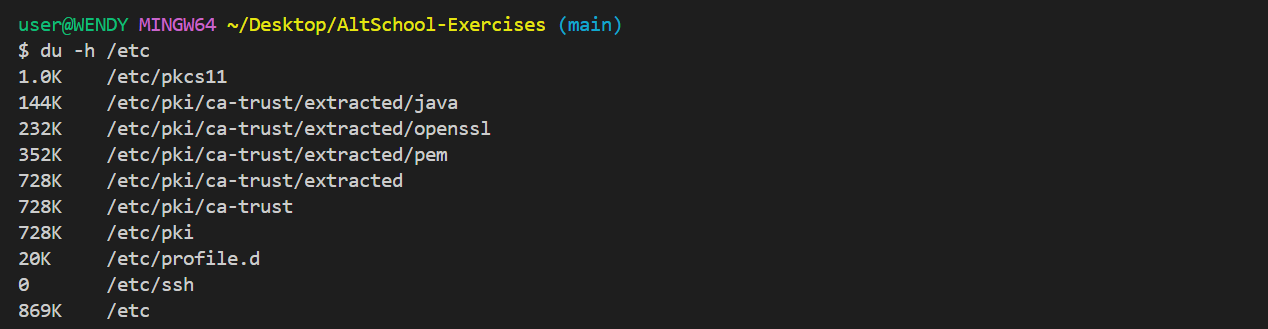 user@WENDY MINGW64 ~/Desktop/AltSchool-Exercises (main)
$ du -h /etc
1.0K    /etc/pkcs11
144K    /etc/pki/ca-trust/extracted/java
232K    /etc/pki/ca-trust/extracted/openssl
352K    /etc/pki/ca-trust/extracted/pem
728K    /etc/pki/ca-trust/extracted
728K    /etc/pki/ca-trust
728K    /etc/pki
20K     /etc/profile.d
0       /etc/ssh
869K    /etc